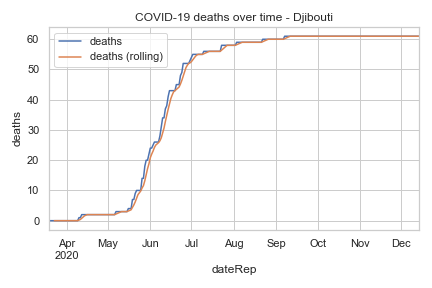 COVID-19 deaths over time - Djibouti
deaths
deaths (rolling)
60
50
40
30
20
10
0
deaths
Apr May Jun Jul Aug Sep Oct Nov Dec
2020
dateRep